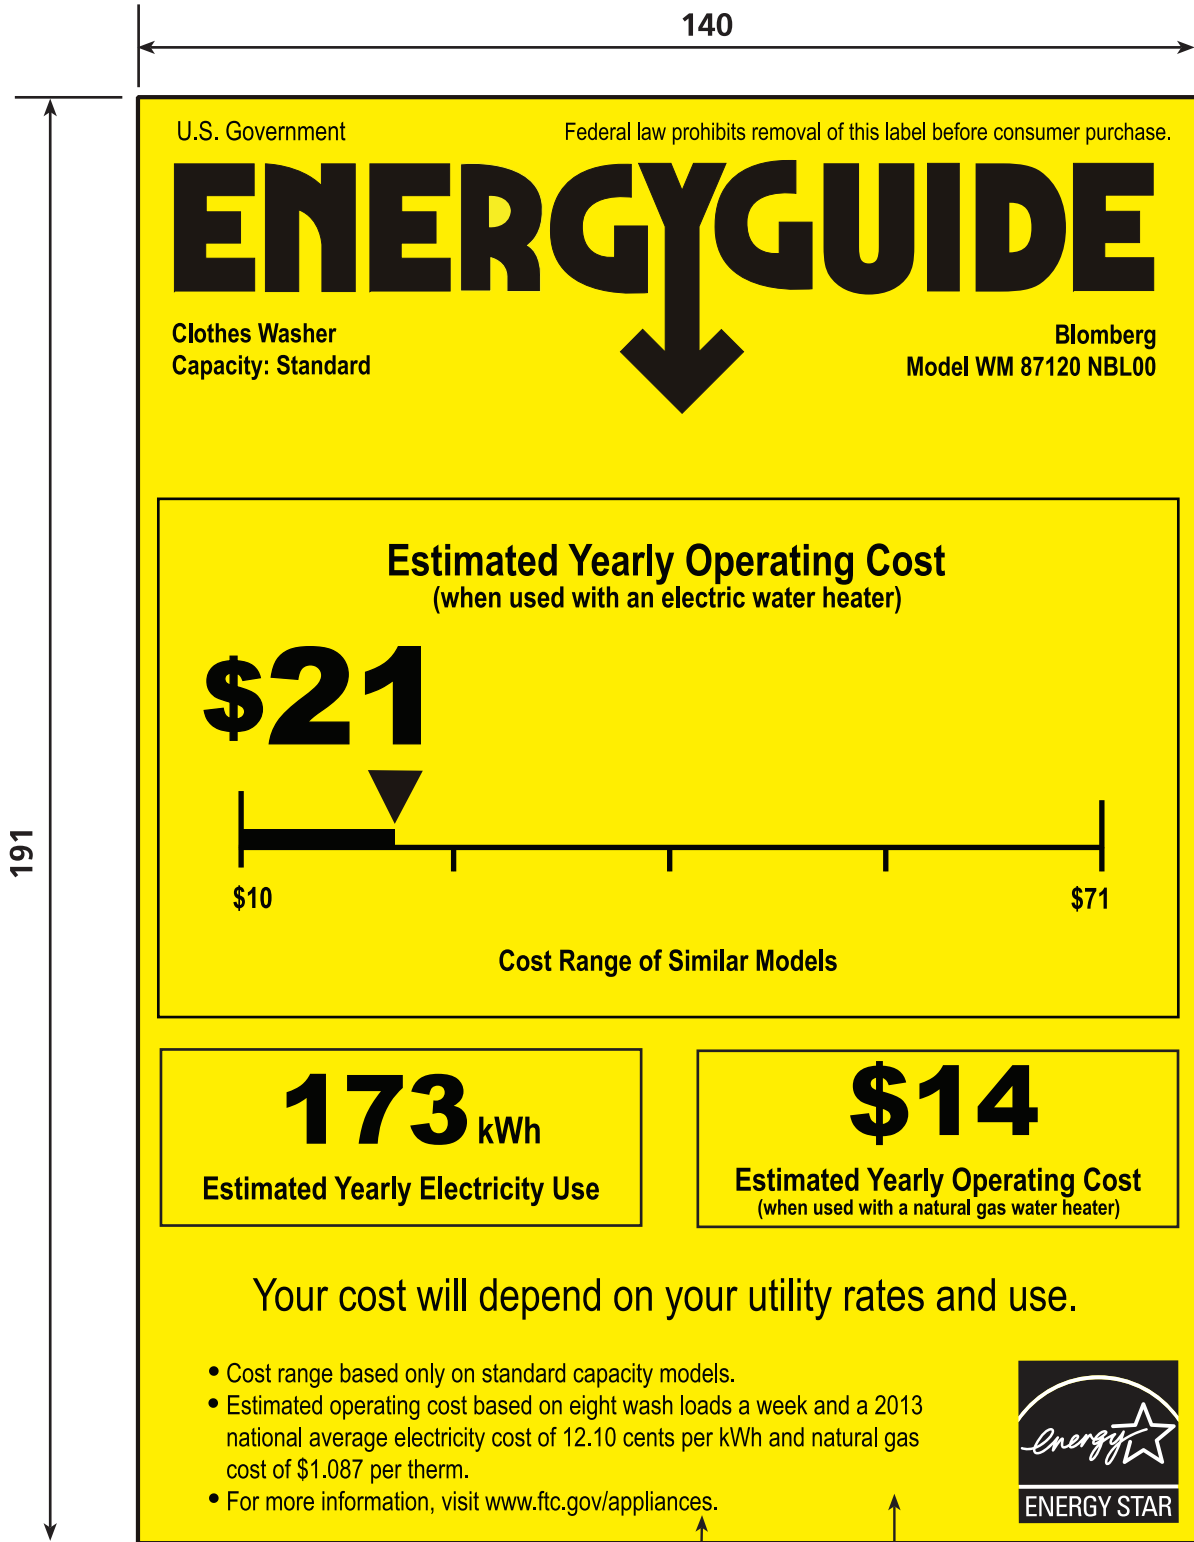 140
191
U.S. Government
Federal law prohibits removal of this label before consumer purchase.
ENERGYGUIDE
Clothes Washer
Capacity: Standard
Blomberg
Model WM 87120 NBL00
Estimated Yearly Operating Cost
(when used with an electric water heater)
$21
$10
$71
Cost Range of Similar Models
173 kWh
Estimated Yearly Electricity Use
$14
Estimated Yearly Operating Cost
(when used with a natural gas water heater)
Your cost will depend on your utility rates and use.
• Cost range based only on standard capacity models.
• Estimated operating cost based on eight wash loads a week and a 2013
national average electricity cost of 12.10 cents per kWh and natural gas
cost of $1.087 per therm.
• For more information, visit www.ftc.gov/appliances.
energy
ENERGY STAR